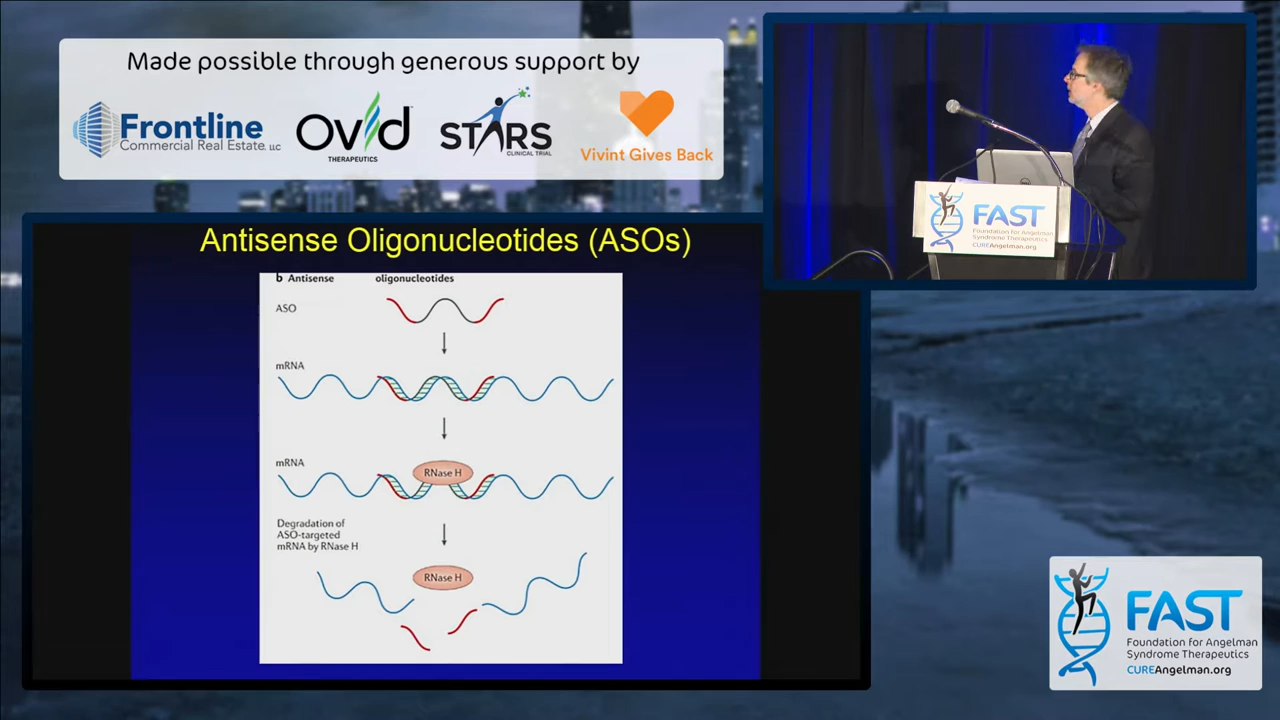 Made possible through generous support by
Frontline
Commercial Real Estate, LLC
OVID
THERAPEUTICS
STARS
CLINICAL TRIAL
Vivint Gives Back
FAST
Foundation for Angelman
Syndrome Therapeutics
CUREAngelman.org
Antisense Oligonucleotides (ASOs)
b Antisense oligonucleotides
ASO
mRNA
mRNA
RNase H
Degradation of
ASO-targeted
mRNA by RNase H
RNase H
FAST
Foundation for Angelman
Syndrome Therapeutics
CUREAngelman.org